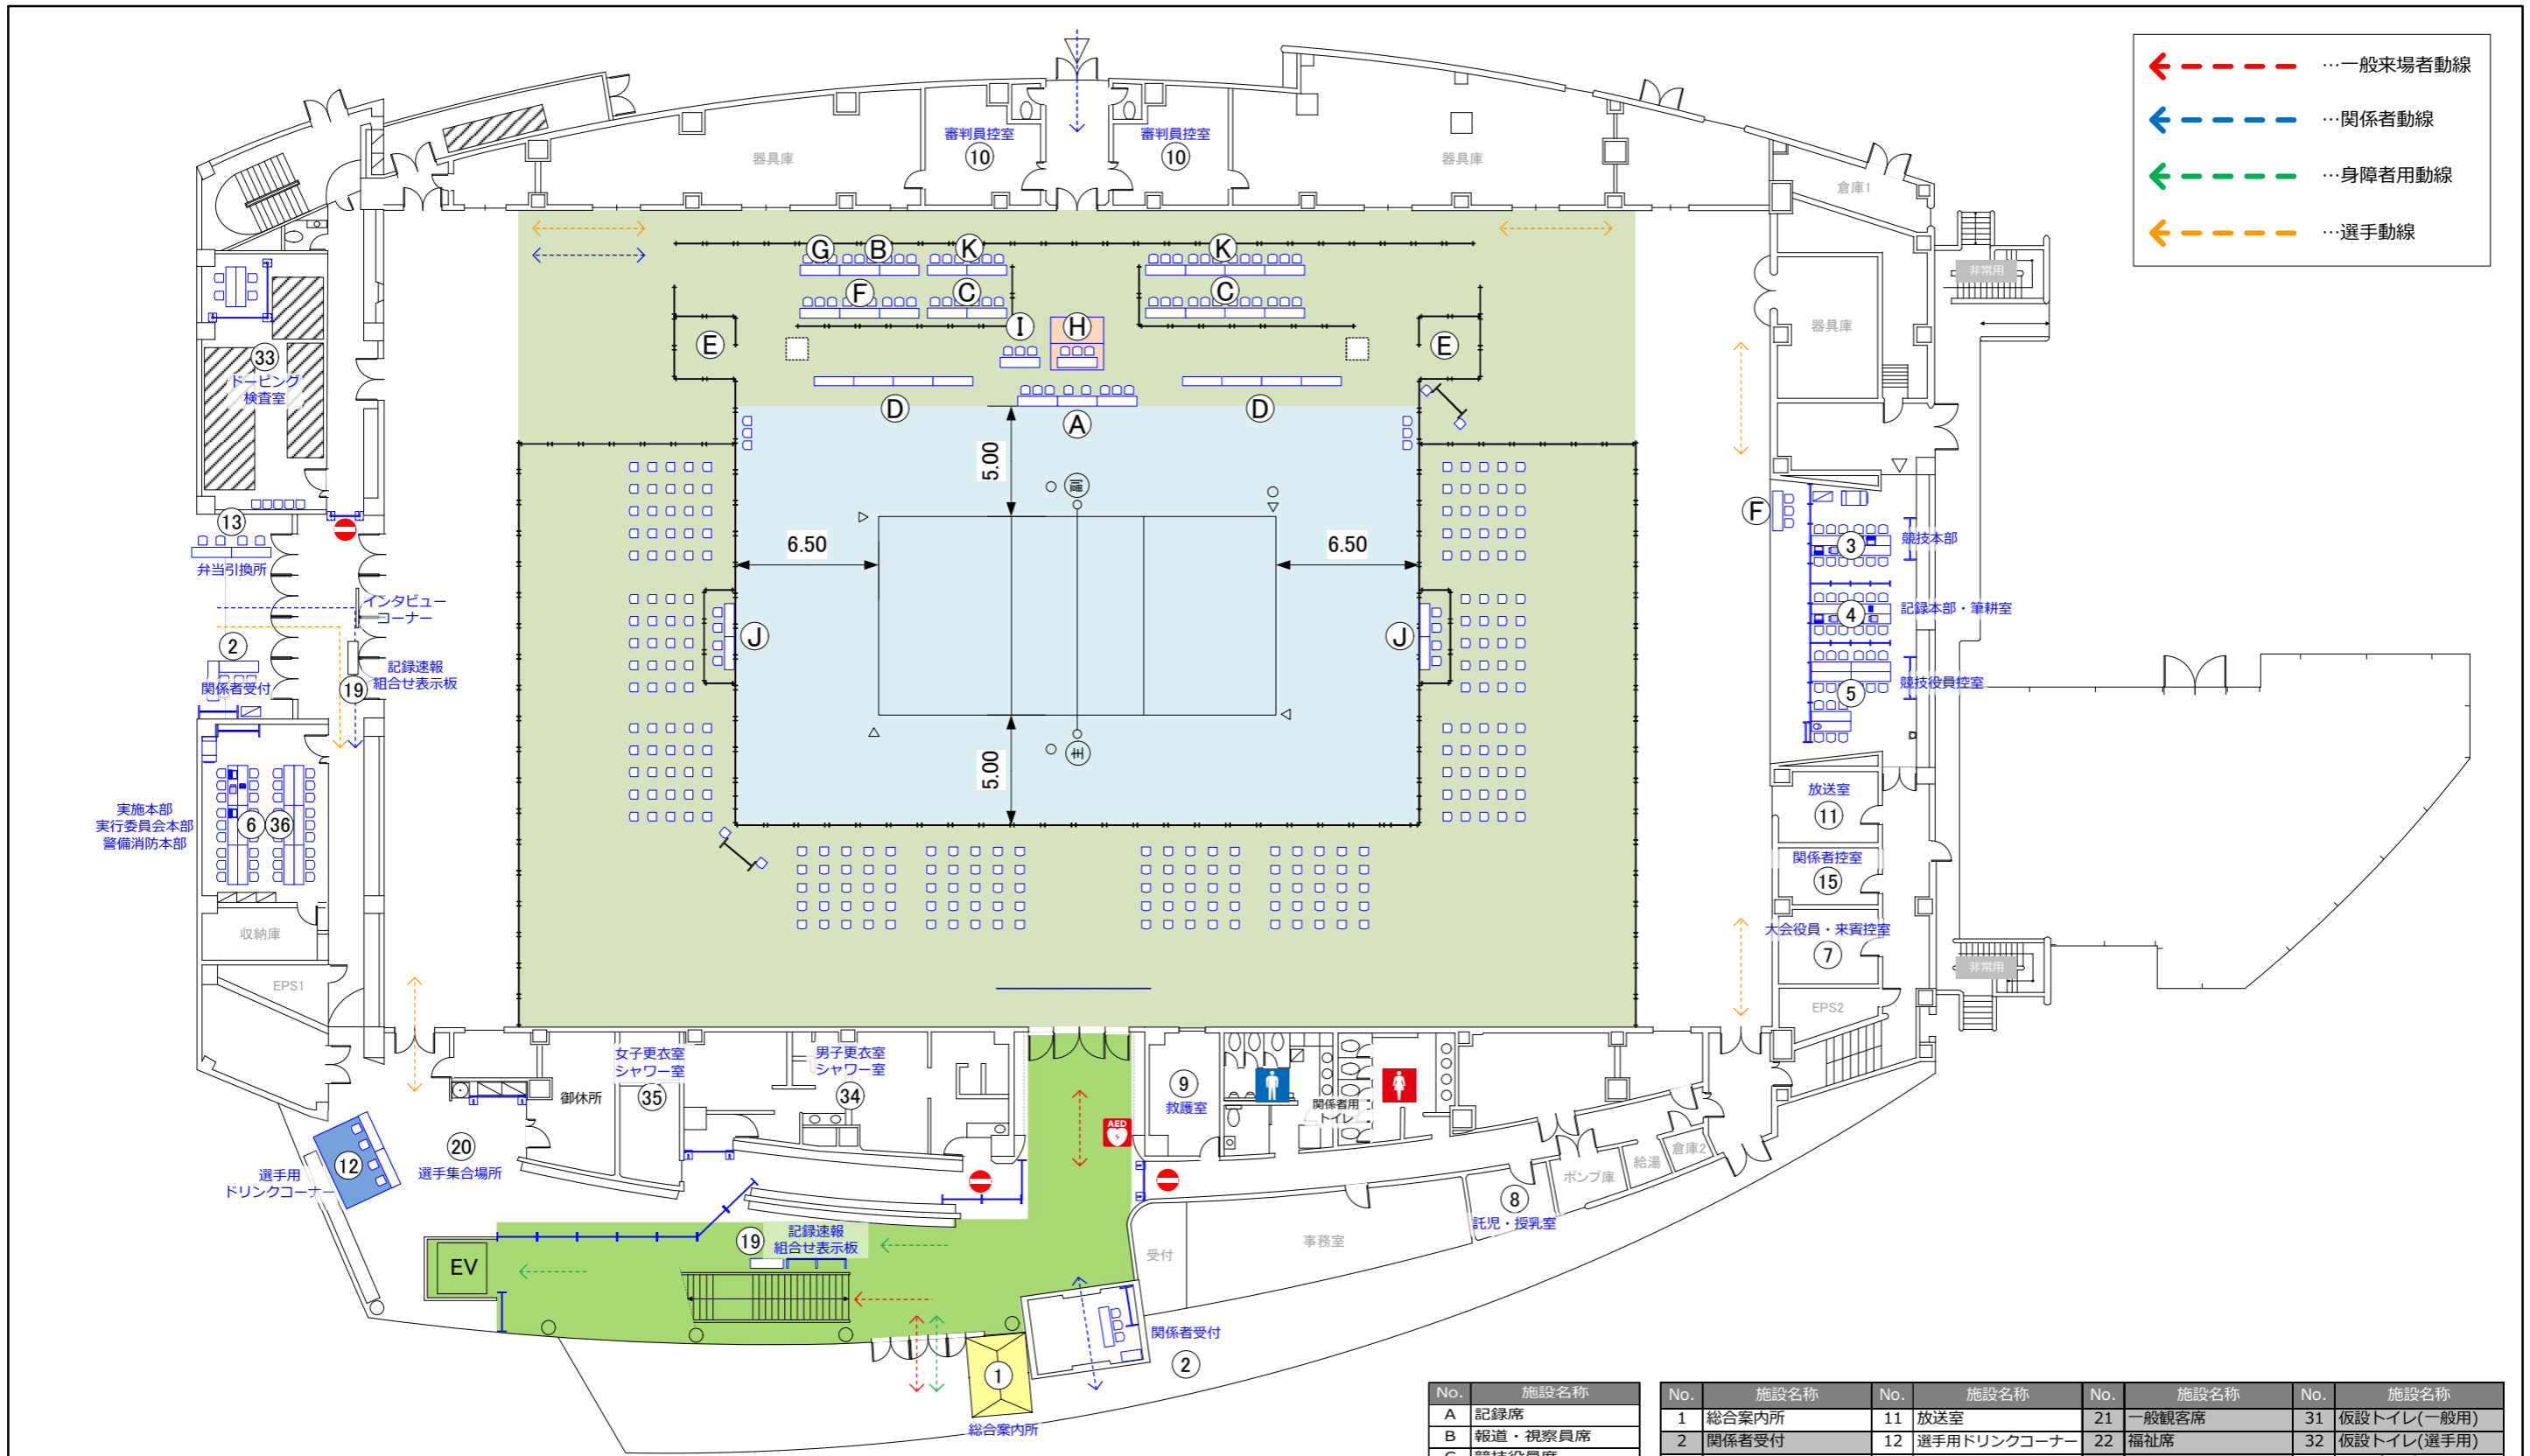 …一般来場者動線
…関係者動線
…身障者用動線
…選手動線
審判員控室
⑩
審判員控室
⑩
器具庫
器具庫
倉庫1
非常用
器具庫
G
B
K
K
F
C
C
I
H
E
E
D
A
D
33
ドーピング
検査室
5.00
副
F
13
弁当引換所
6.50
6.50
3
競技本部
インタビュー
コーナー
4
記録本部・筆耕室
2
関係者受付
J
J
記録速報
組合せ表示板
19
5
競技役員控室
5.00
主
実施本部
実行委員会本部
警備消防本部
6
36
放送室
11
関係者控室
15
収納庫
大会役員・来賓控室
7
非常用
EPS1
EPS2
女子更衣室
シャワー室
35
男子更衣室
シャワー室
34
御休所
9
救護室
関係者用
トイレ
AED
20
選手集合場所
12
選手用
ドリンクコーナー
倉庫2
給湯
ポンプ庫
8
託児・授乳室
19
記録速報
組合せ表示板
受付
事務室
EV
関係者受付
2
1
総合案内所
No. 施設名称
A 記録席
B 報道・視察員席
C 競技役員席
No. 施設名称 No. 施設名称 No. 施設名称 No. 施設名称
1 総合案内所 11 放送室 21 一般観客席 31 仮設トイレ(一般用)
2 関係者受付 12 選手用ドリンクコーナー 22 福祉席 32 仮設トイレ(選手用)